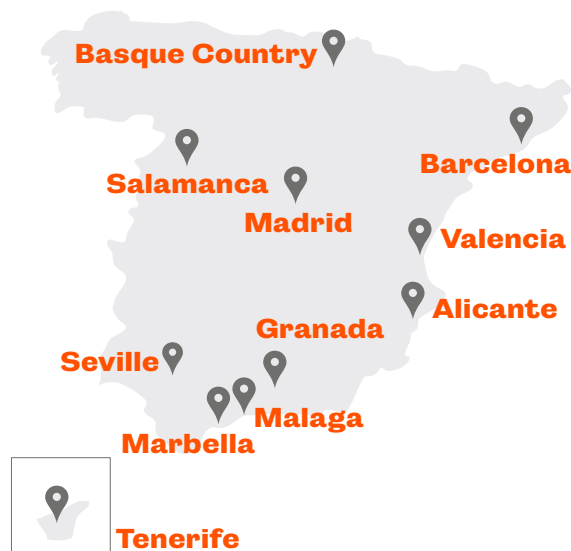 Basque Country
Barcelona
Salamanca
Madrid
Valencia
Alicante
Granada
Seville
Malaga
Marbella
Tenerife